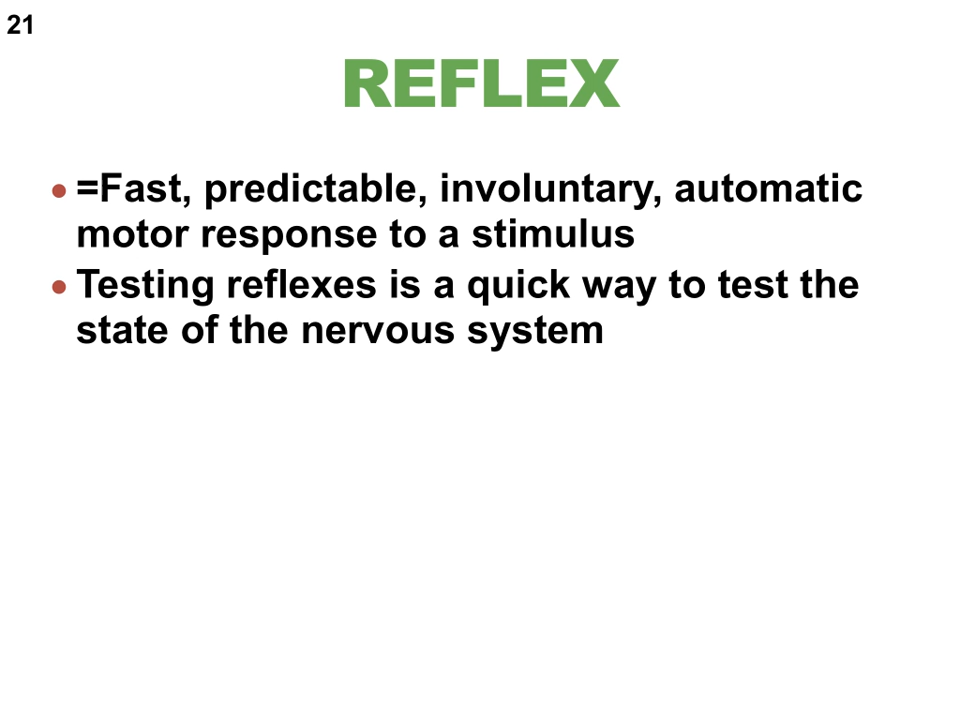 21
REFLEX
• =Fast, predictable, involuntary, automatic
motor response to a stimulus
• Testing reflexes is a quick way to test the
state of the nervous system